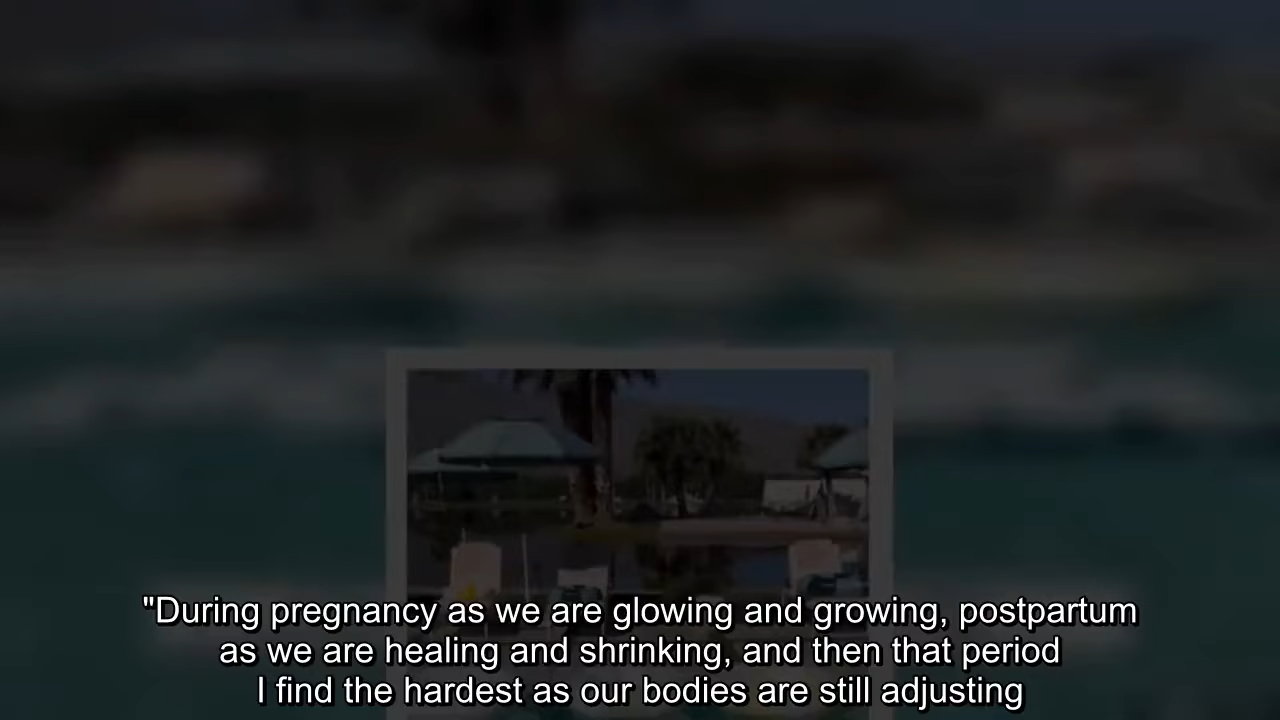 "During pregnancy as we are glowing and growing, postpartum
as we are healing and shrinking, and then that period
I find the hardest as our bodies are still adjusting